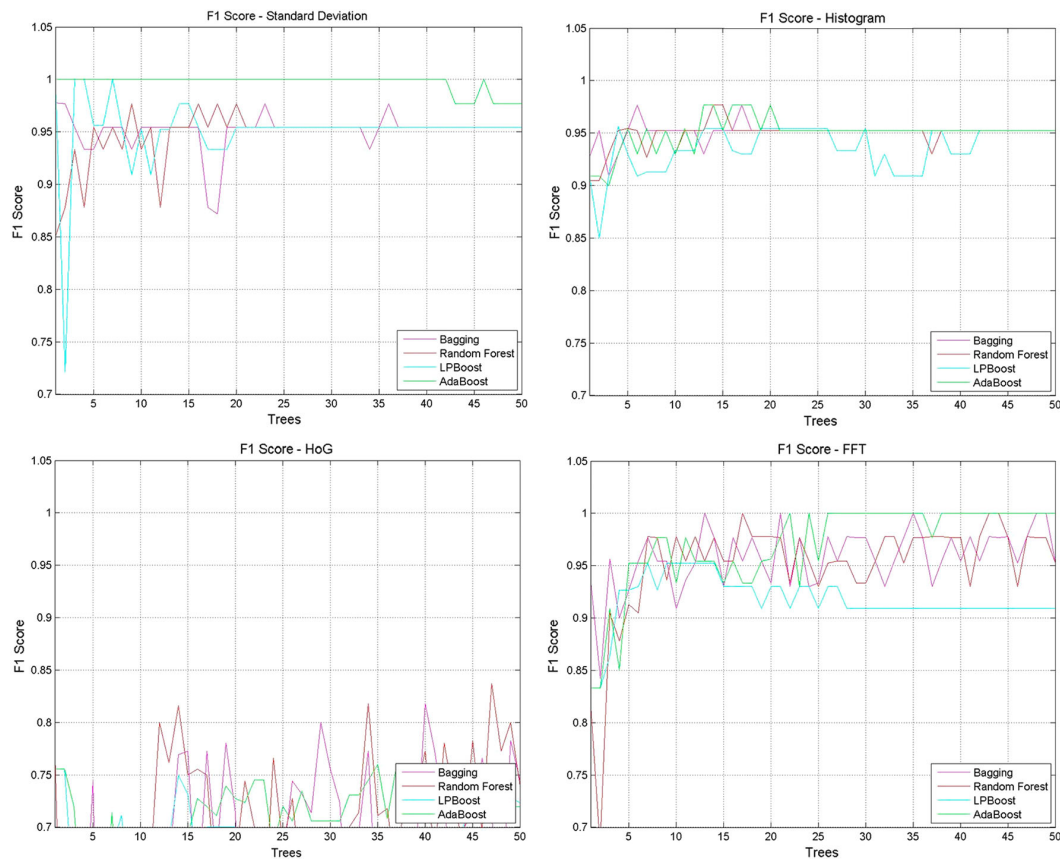 F1 Score - Standard Deviation
1.05
1
0.95
0.9
0.85
0.8
0.75
0.7
F1 Score
5 10 15 20 25 30 35 40 45 50
Trees
Bagging
Random Forest
LPBoost
AdaBoost
F1 Score - Histogram
1.05
1
0.95
0.9
0.85
0.8
0.75
0.7
F1 Score
5 10 15 20 25 30 35 40 45 50
Trees
Bagging
Random Forest
LPBoost
AdaBoost
F1 Score - HoG
1.05
1
0.95
0.9
0.85
0.8
0.75
0.7
F1 Score
5 10 15 20 25 30 35 40 45 50
Trees
Bagging
Random Forest
LPBoost
AdaBoost
F1 Score - FFT
1.05
1
0.95
0.9
0.85
0.8
0.75
0.7
F1 Score
5 10 15 20 25 30 35 40 45 50
Trees
Bagging
Random Forest
LPBoost
AdaBoost